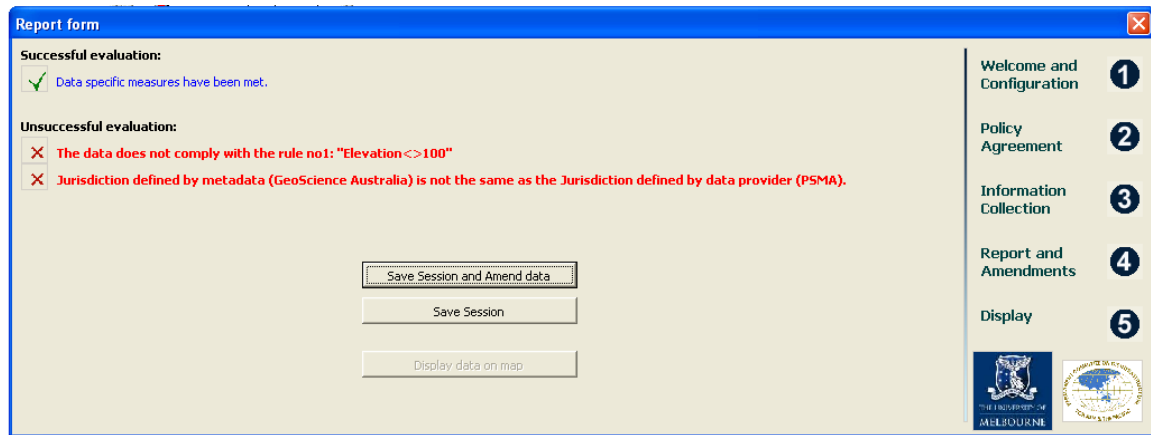 Report form
Successful evaluation:
Data specific measures have been met.
Unsuccessful evaluation:
The data does not comply with the rule no1: "Elevation<>100"
Jurisdiction defined by metadata (GeoScience Australia) is not the same as the Jurisdiction defined by data provider (PSMA).
Save Session and Amend data
Save Session
Display data on map
Welcome and
Configuration
1
Policy
Agreement
2
Information
Collection
3
Report and
Amendments
4
Display
5
THE UNIVERSITY OF
MELBOURNE